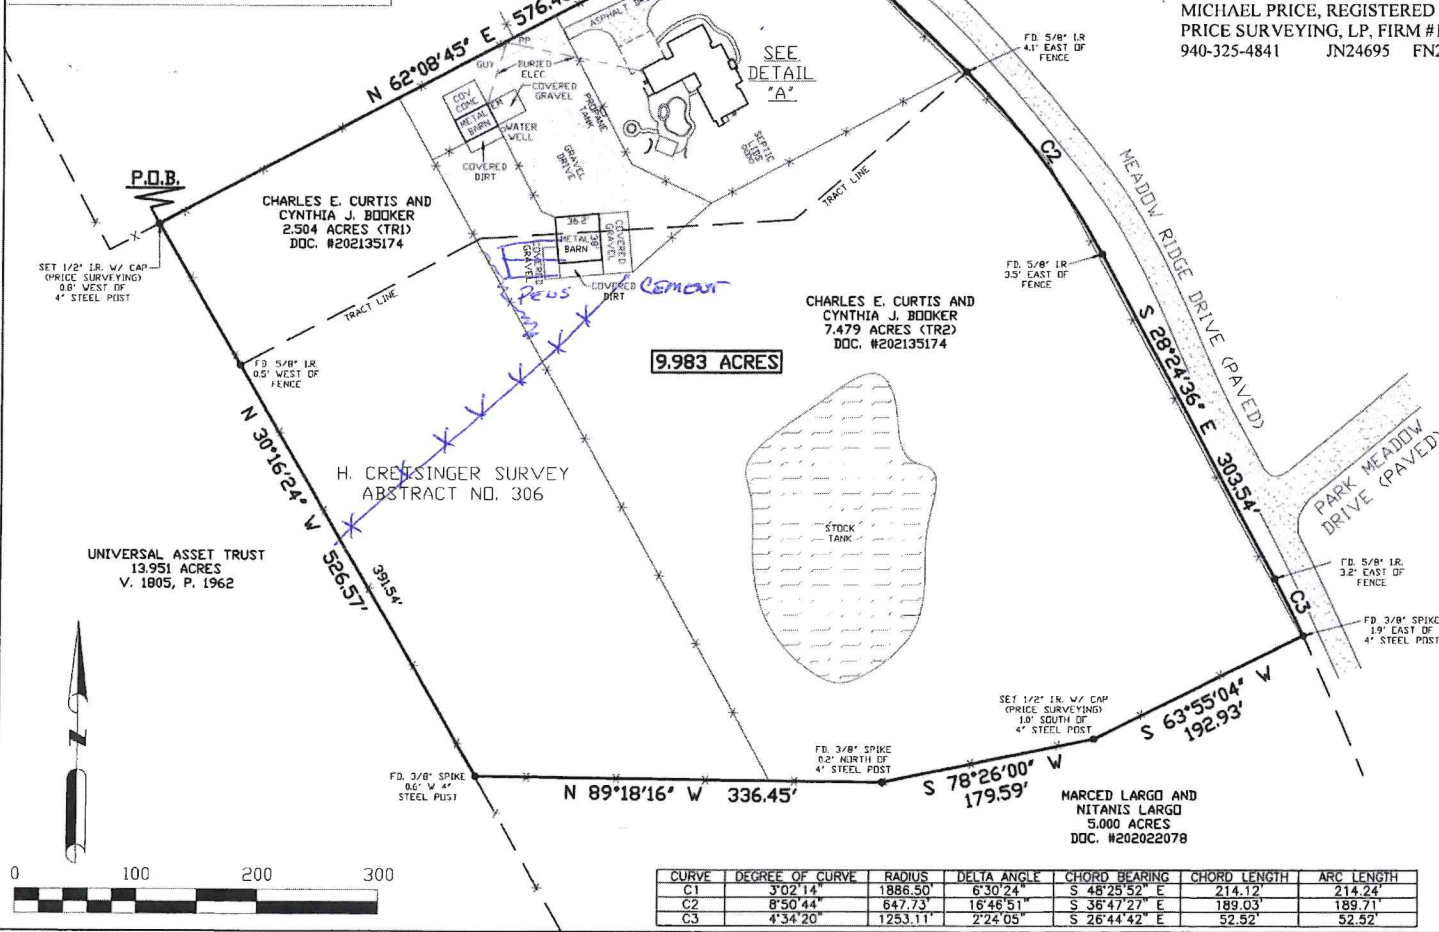 MICHAEL PRICE, REGISTERED
PRICE SURVEYING, LP, FIRM #1
940-325-4841 JN24695 FN2
N 62°08'45" E 576.4
ASPHALT
SEE
DETAIL
"A"
FD. 5/8" I.R
4.1' EAST OF
FENCE
PP
GUY
BURIED
ELEC
COVERED
GRAVEL
COV
CONC
METAL
BARN
WATER
WELL
COVERED
DIRT
PROPANE
TANK
GRAVEL
DRIVE
SEPTIC
LIDS
C2
MEADOW RIDGE DRIVE (PAVED)
P.O.B.
CHARLES E. CURTIS AND
CYNTHIA J. BOOKER
2.504 ACRES (TR1)
DOC. #202135174
TRACT LINE
SET 1/2" I.R. W/ CAP
(PRICE SURVEYING)
0.8' WEST OF
4" STEEL POST
36.2'
METAL
BARN
38'
COVERED
GRAVEL
COVERED
GRAVEL
COVERED
DIRT
PENS
CEMENT
TRACT LINE
FD. 5/8" I.R
3.5' EAST OF
FENCE
CHARLES E. CURTIS AND
CYNTHIA J. BOOKER
7.479 ACRES (TR2)
DOC. #202135174
9.983 ACRES
S 28°24'36" E 303.54'
FD. 5/8" I.R.
0.5' WEST OF
FENCE
N 30°16'24" W 526.57'
391.54'
H. CRETSINGER SURVEY
ABSTRACT NO. 306
PARK MEADOW
DRIVE (PAVED)
STOCK
TANK
UNIVERSAL ASSET TRUST
13.951 ACRES
V. 1805, P. 1962
FD. 5/8" I.R.
3.2' EAST OF
FENCE
C3
FD. 3/8" SPIKE
1.9' EAST OF
4" STEEL POST
N
SET 1/2" I.R. W/ CAP
(PRICE SURVEYING)
1.0' SOUTH OF
4" STEEL POST
S 63°55'04" W
192.93'
FD. 3/8" SPIKE
0.2' NORTH OF
4" STEEL POST
FD. 3/8" SPIKE
0.6' W 4"
STEEL POST
N 89°18'16" W 336.45'
S 78°26'00" W
179.59'
MARCED LARGO AND
NITANIS LARGO
5.000 ACRES
DOC. #202022078
0 100 200 300
CURVE DEGREE OF CURVE RADIUS DELTA ANGLE CHORD BEARING CHORD LENGTH ARC LENGTH
C1 3°02'14" 1886.50' 6°30'24" S 48°25'52" E 214.12' 214.24'
C2 8°50'44" 647.73' 16°46'51" S 36°47'27" E 189.03' 189.71'
C3 4°34'20" 1253.11' 2°24'05" S 26°44'42" E 52.52' 52.52'